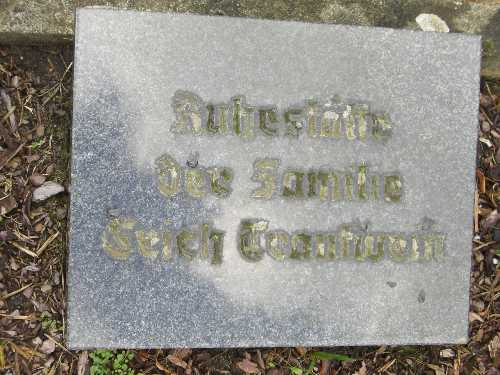 Ruhestätte
der Familie
Erich Trautwein